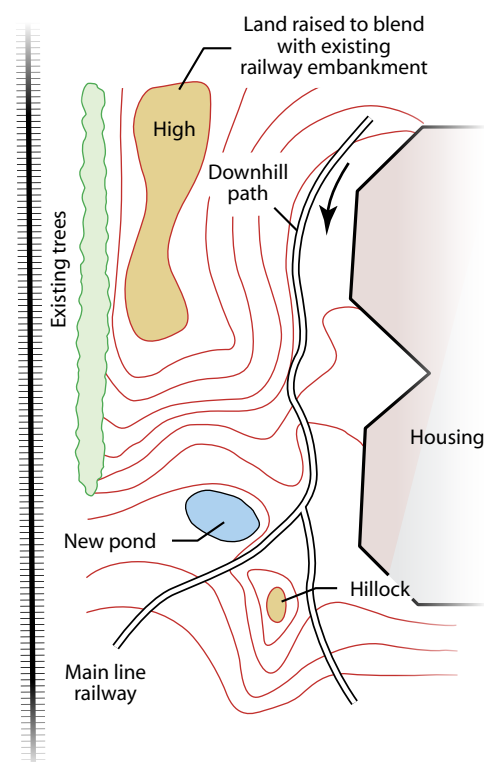 Land raised to blend
with existing
railway embankment
High
Downhill
path
Existing trees
Housing
New pond
Hillock
Main line
railway